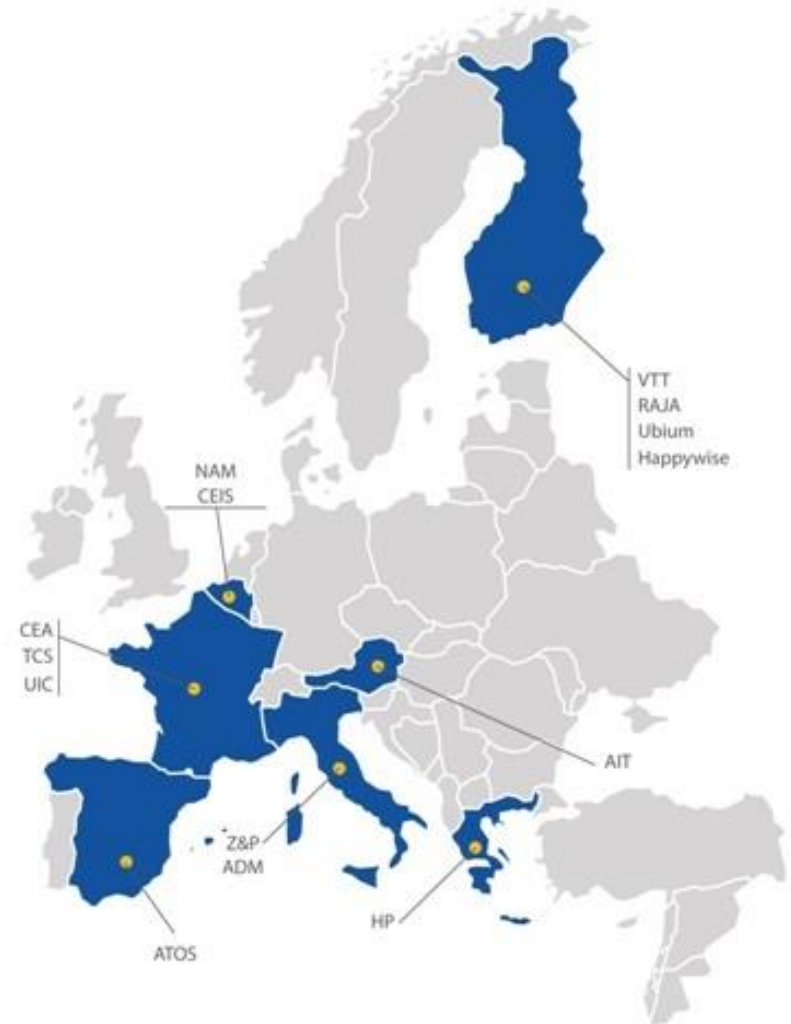 VTT
RAJA
Ubium
Happywise
NAM
CEIS
CEA
TCS
UIC
AIT
Z&P
ADM
HP
ATOS